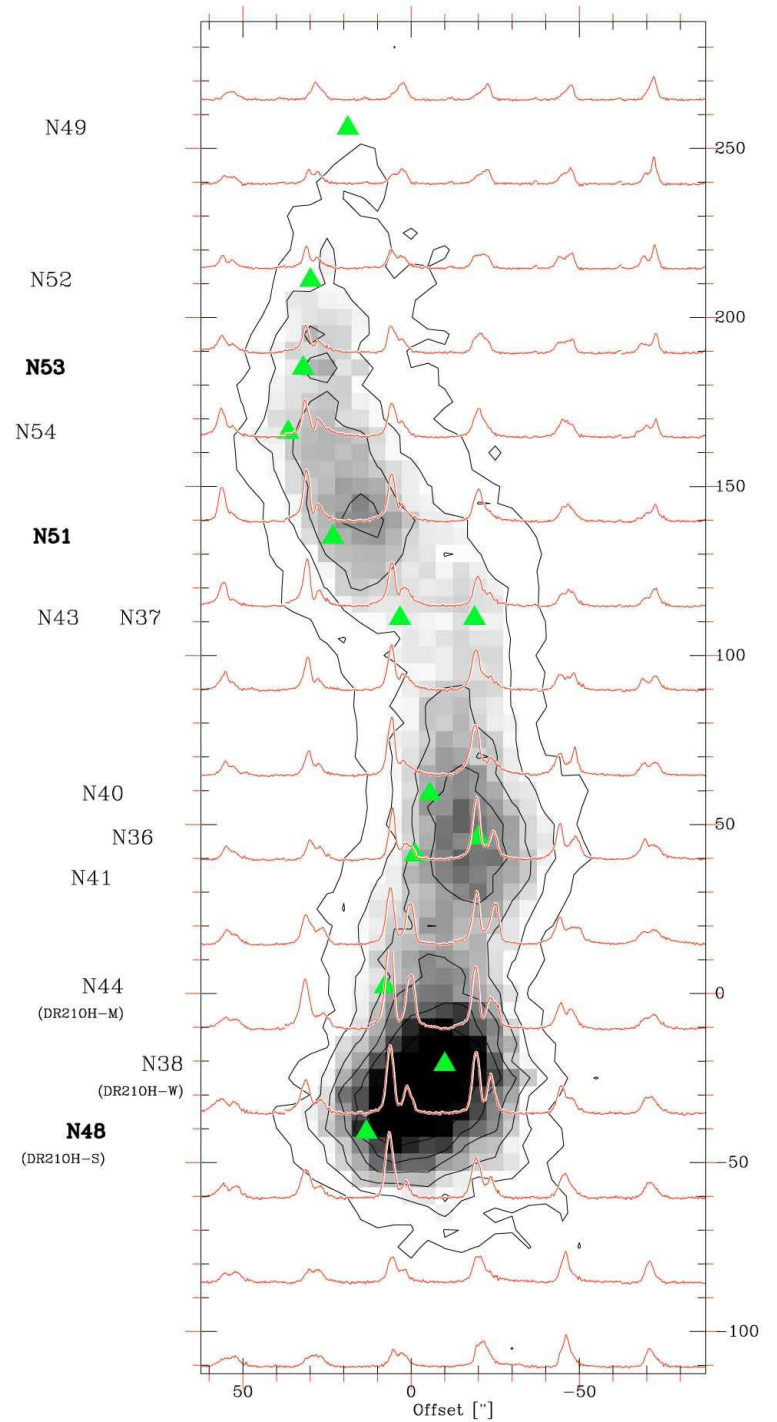 N49
250
N52
200
N53
N54
150
N51
N43 N37
100
N40
50
N36
N41
N44
0
(DR21OH-M)
N38
(DR21OH-W)
N48
(DR21OH-S)
-50
-100
50 0 -50
Offset ["]